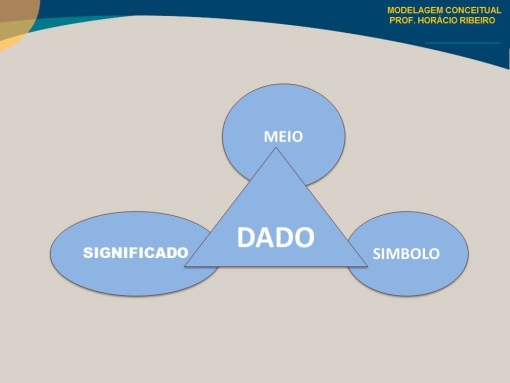 MODELAGEM CONCEITUAL
PROF. HORÁCIO RIBEIRO
MEIO
DADO
SIGNIFICADO
SIMBOLO